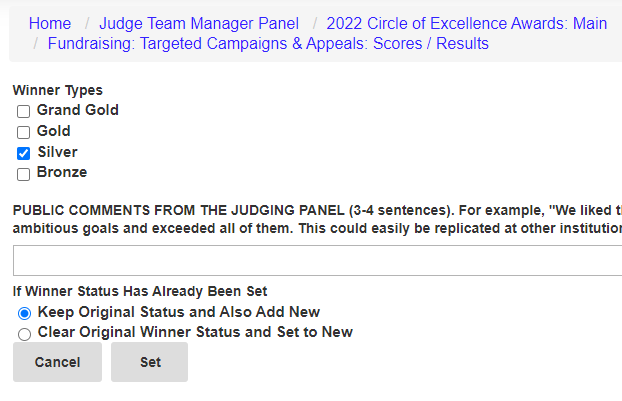 Home / Judge Team Manager Panel / 2022 Circle of Excellence Awards: Main
/ Fundraising: Targeted Campaigns & Appeals: Scores / Results
Winner Types
Grand Gold
Gold
Silver
Bronze
PUBLIC COMMENTS FROM THE JUDGING PANEL (3-4 sentences). For example, "We liked
ambitious goals and exceeded all of them. This could easily be replicated at other
If Winner Status Has Already Been Set
Keep Original Status and Also Add New
Clear Original Winner Status and Set to New
Cancel
Set